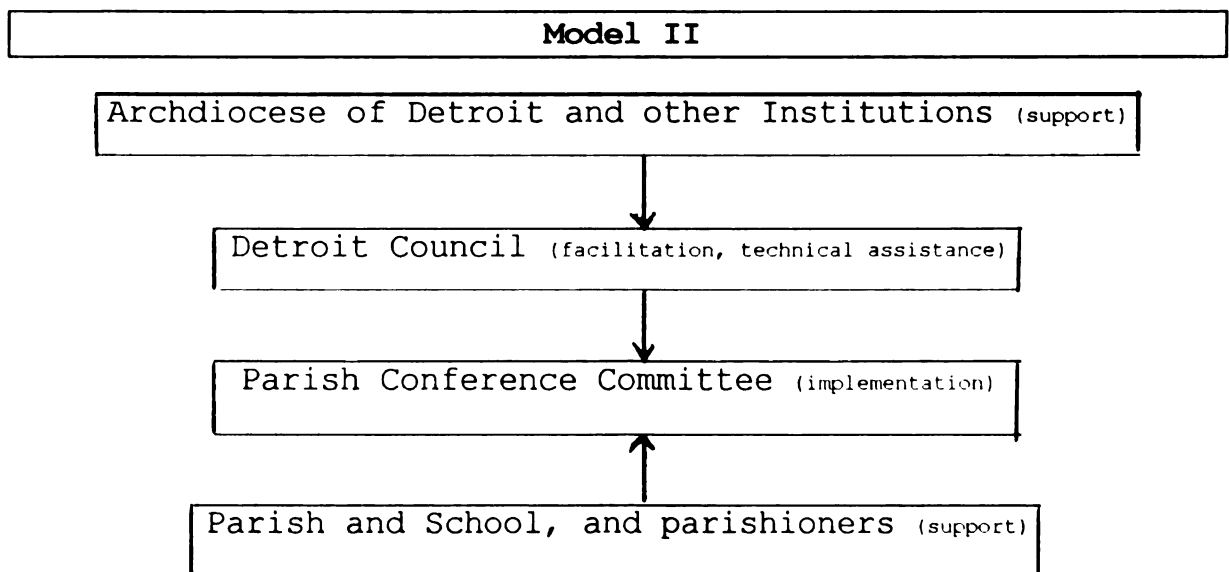 Model II
Archdiocese of Detroit and other Institutions (support)
Detroit Council (facilitation, technical assistance)
Parish Conference Committee (implementation)
Parish and School, and parishioners (support)